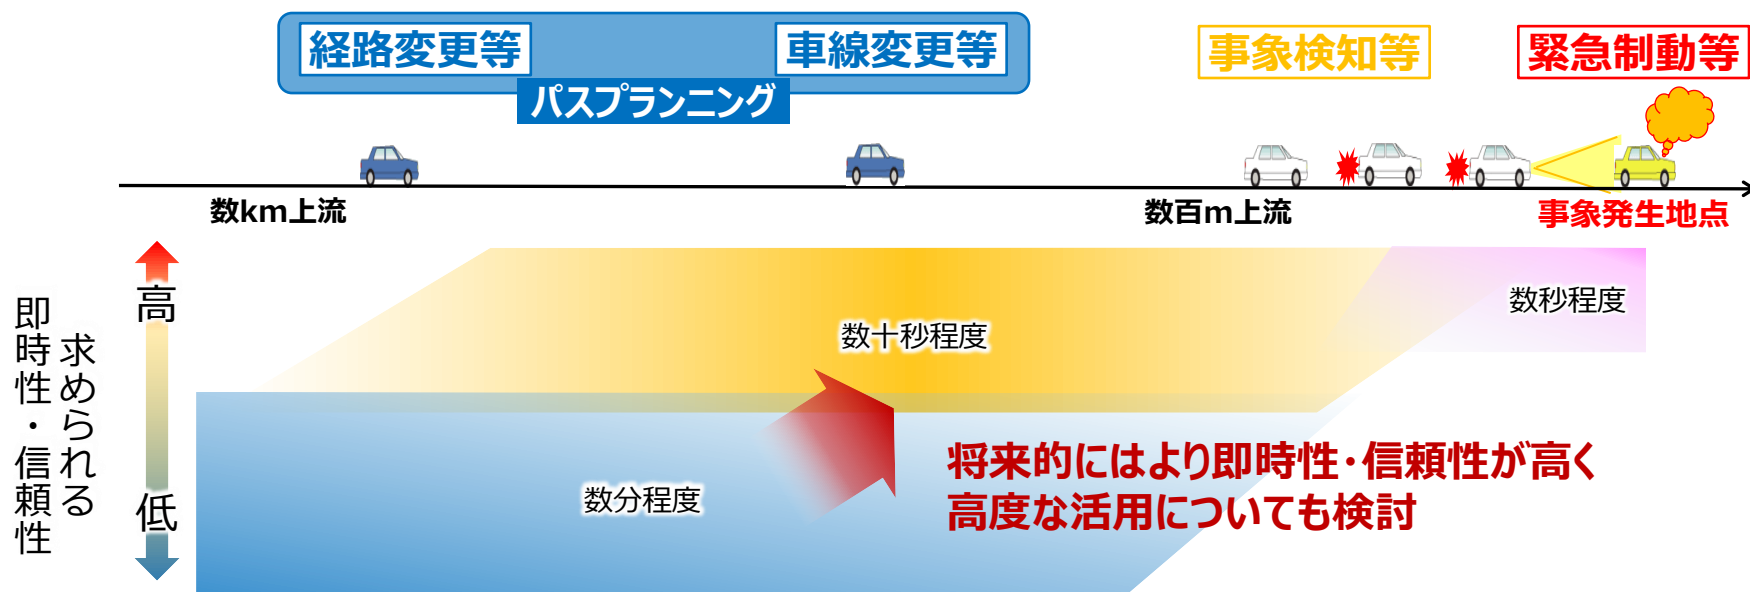 経路変更等
車線変更等
パスプランニング
事象検知等
緊急制動等
数km上流
数百m上流
事象発生地点
求められる
即時性・信頼性
高
低
数秒程度
数十秒程度
数分程度
将来的にはより即時性・信頼性が高く
高度な活用についても検討